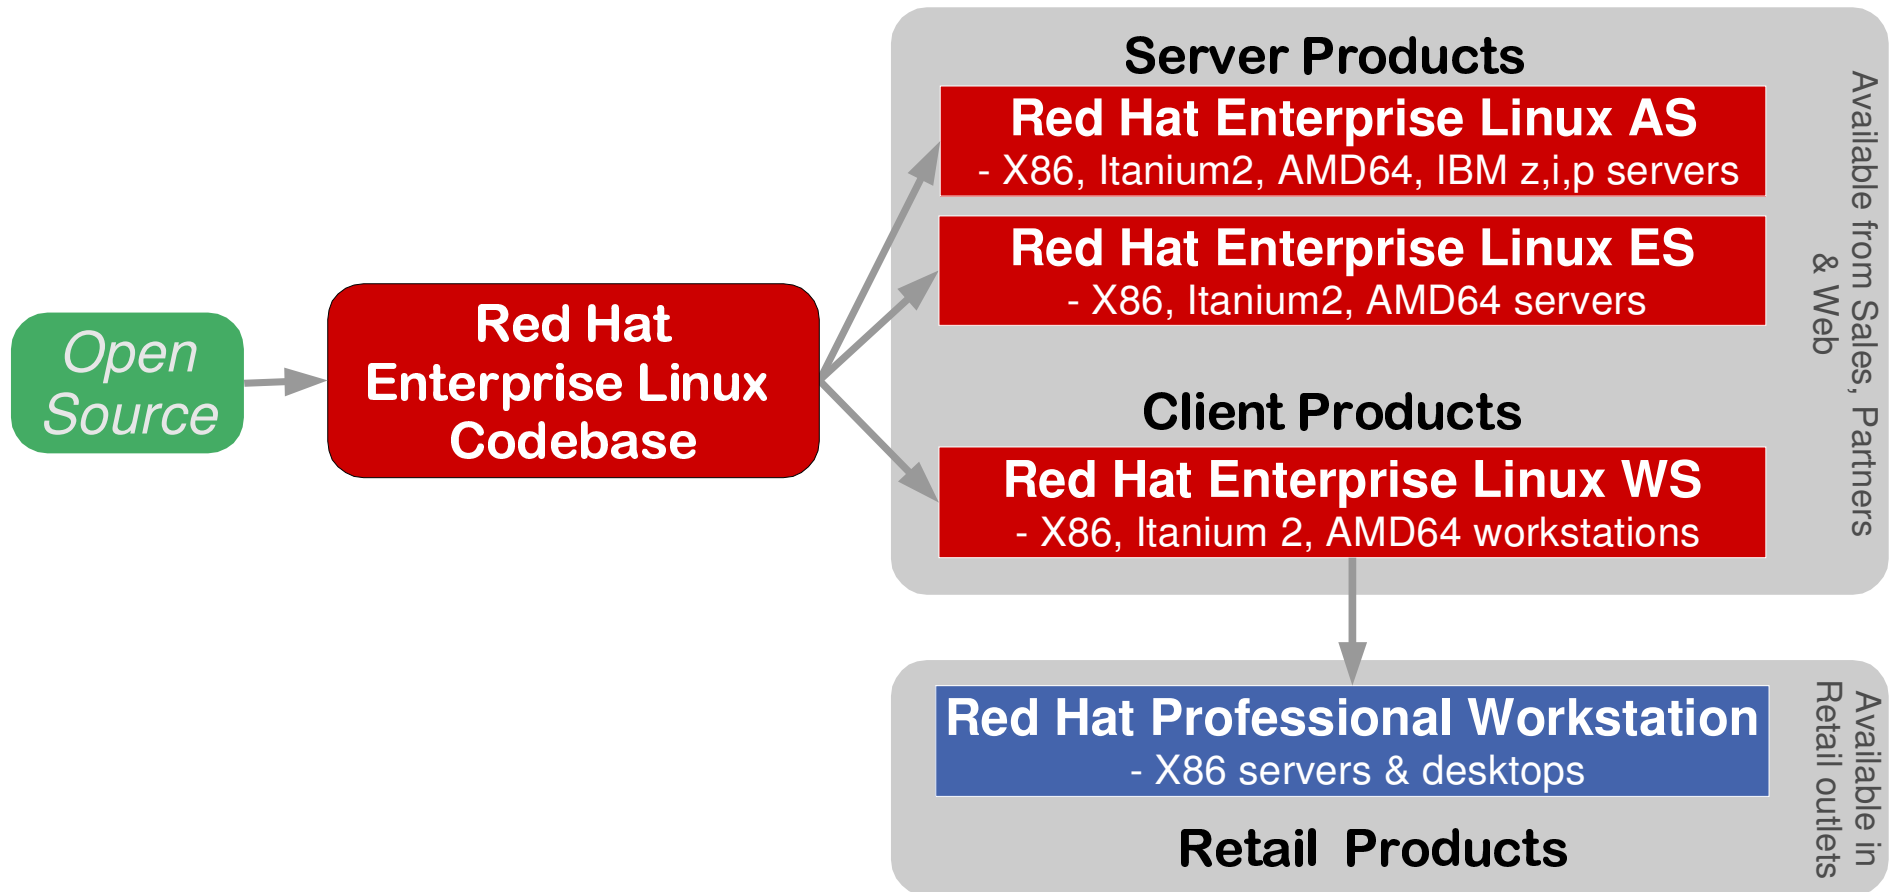 Open
Source
Red Hat
Enterprise Linux
Codebase
Server Products
Red Hat Enterprise Linux AS
- X86, Itanium2, AMD64, IBM z,i,p servers
Red Hat Enterprise Linux ES
- X86, Itanium2, AMD64 servers
Client Products
Red Hat Enterprise Linux WS
- X86, Itanium 2, AMD64 workstations
Available from Sales, Partners
& Web
Red Hat Professional Workstation
- X86 servers & desktops
Retail Products
Available in
Retail outlets